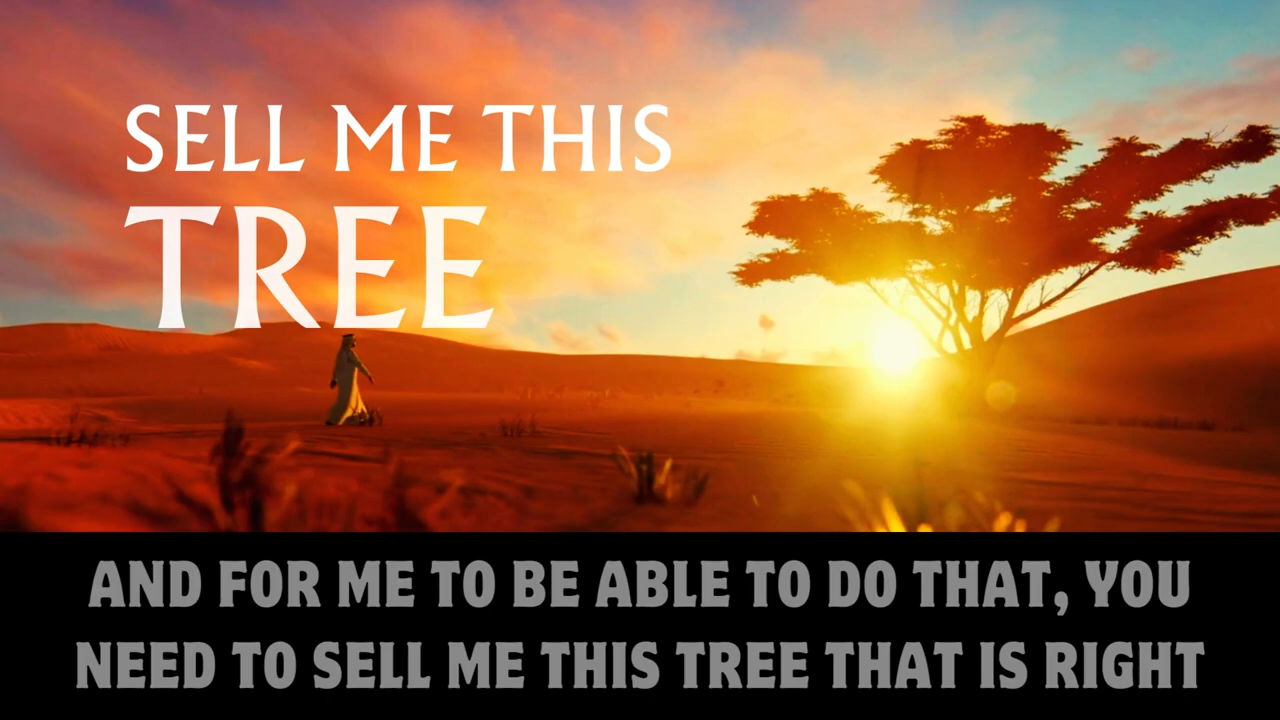 SELL ME THIS
TREE
AND FOR ME TO BE ABLE TO DO THAT, YOU
NEED TO SELL ME THIS TREE THAT IS RIGHT